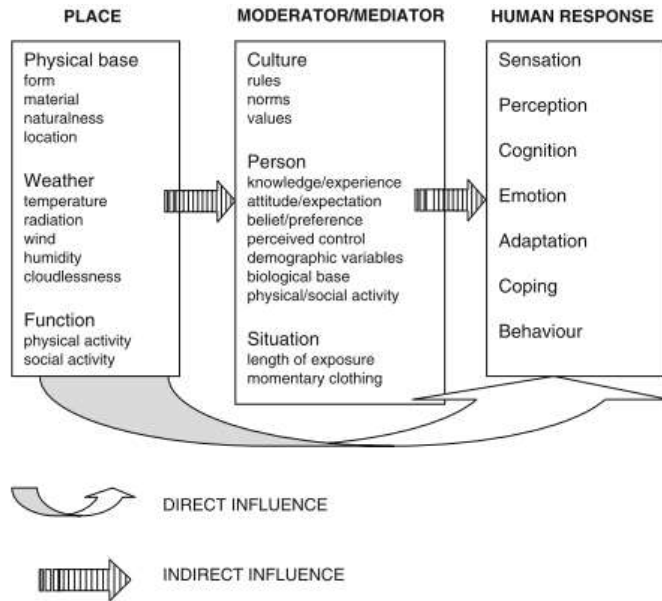 PLACE
Physical base
form
material
naturalness
location
Weather
temperature
radiation
wind
humidity
cloudlessness
Function
physical activity
social activity
MODERATOR/MEDIATOR
Culture
rules
norms
values
Person
knowledge/experience
attitude/expectation
belief/preference
perceived control
demographic variables
biological base
physical/social activity
Situation
length of exposure
momentary clothing
HUMAN RESPONSE
Sensation
Perception
Cognition
Emotion
Adaptation
Coping
Behaviour
DIRECT INFLUENCE
INDIRECT INFLUENCE